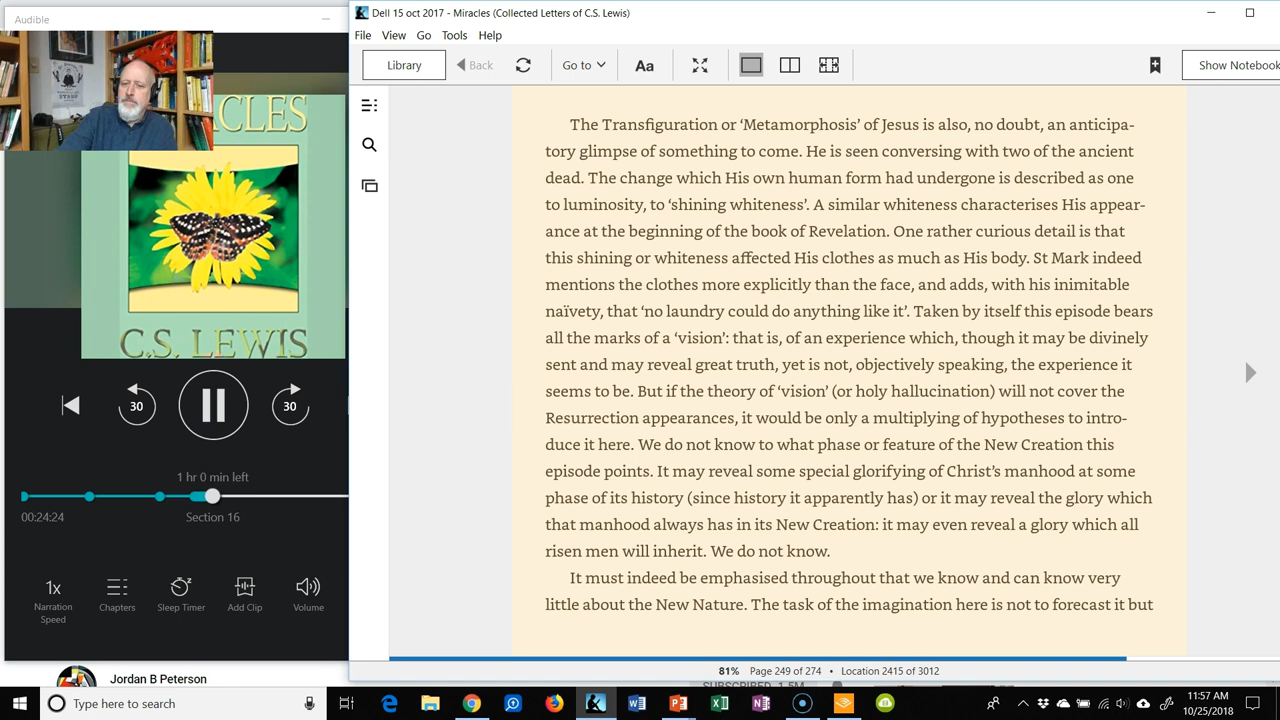 Audible
Dell 15 oct 2017 - Miracles (Collected Letters of C.S. Lewis)
File View Go Tools Help
Library Back Go to Aa Show Notebook
The Transfiguration or ‘Metamorphosis’ of Jesus is also, no doubt, an anticipa-
tory glimpse of something to come. He is seen conversing with two of the ancient
dead. The change which His own human form had undergone is described as one
to luminosity, to ‘shining whiteness’. A similar whiteness characterises His appear-
ance at the beginning of the book of Revelation. One rather curious detail is that
this shining or whiteness affected His clothes as much as His body. St Mark indeed
mentions the clothes more explicitly than the face, and adds, with his inimitable
naïvety, that ‘no laundry could do anything like it’. Taken by itself this episode bears
all the marks of a ‘vision’: that is, of an experience which, though it may be divinely
sent and may reveal great truth, yet is not, objectively speaking, the experience it
seems to be. But if the theory of ‘vision’ (or holy hallucination) will not cover the
Resurrection appearances, it would be only a multiplying of hypotheses to intro-
duce it here. We do not know to what phase or feature of the New Creation this
episode points. It may reveal some special glorifying of Christ’s manhood at some
phase of its history (since history it apparently has) or it may reveal the glory which
that manhood always has in its New Creation: it may even reveal a glory which all
risen men will inherit. We do not know.
It must indeed be emphasised throughout that we know and can know very
little about the New Nature. The task of the imagination here is not to forecast it but
81% Page 249 of 274 • Location 2415 of 3012
ACLES
C.S. LEWIS
30 30
1 hr 0 min left
00:24:24 Section 16
1x
Narration Speed
Chapters
Sleep Timer
Add Clip
Volume
Jordan B Peterson
SUBSCRIBED 1.5M
Type here to search
11:57 AM
10/25/2018